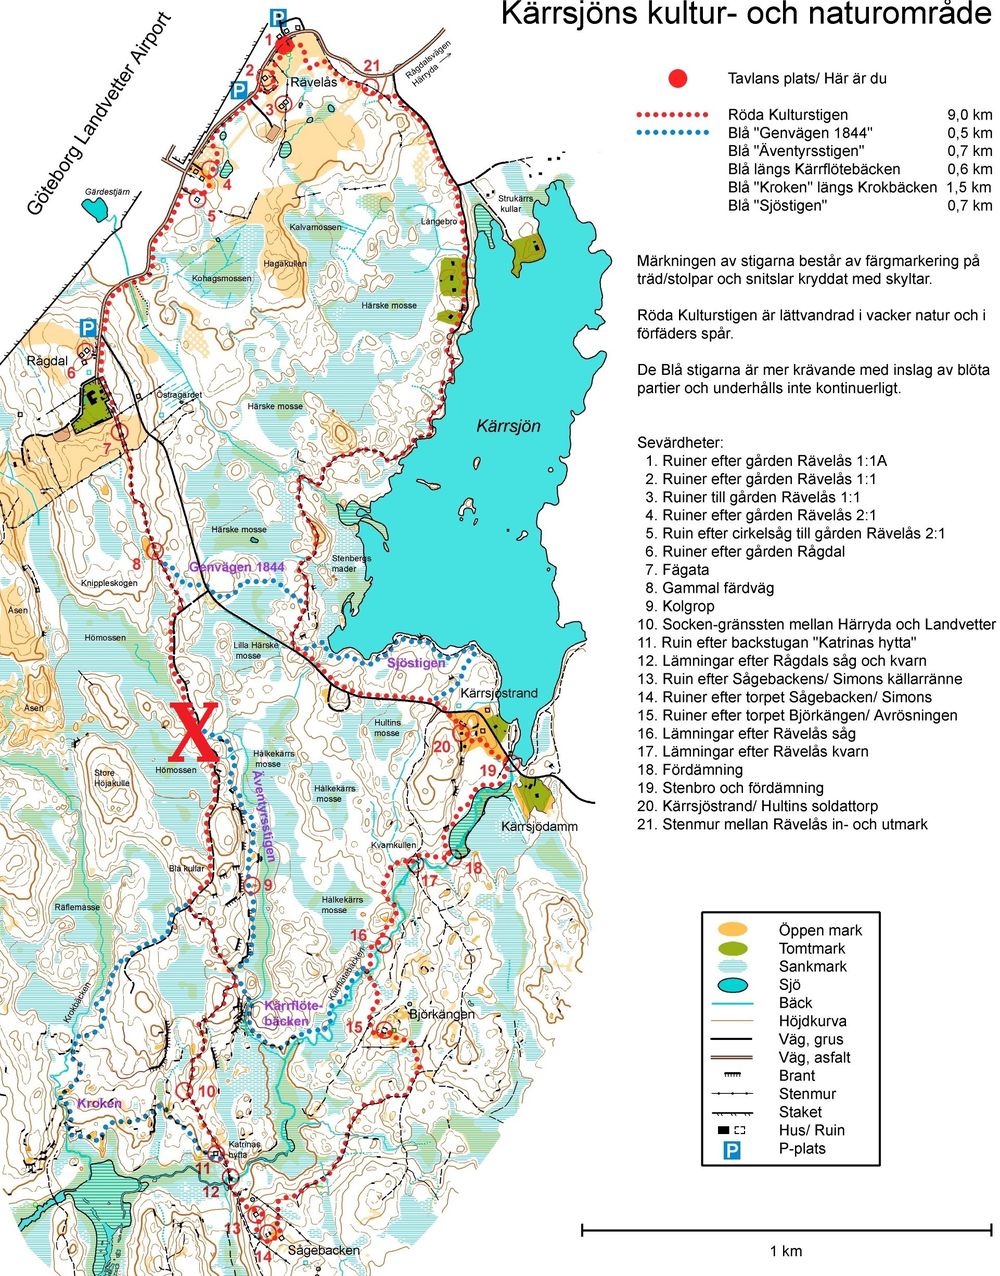 Kärrsjöns kultur- och naturområde
Tavlans plats/ Här är du
Röda Kulturstigen 9,0 km
Blå "Genvägen 1844" 0,5 km
Blå "Äventyrsstigen" 0,7 km
Blå längs Kärrflötebäcken 0,6 km
Blå "Kroken" längs Krokbäcken 1,5 km
Blå "Sjöstigen" 0,7 km
Märkningen av stigarna består av färgmarkering på
träd/stolpar och snitslar kryddat med skyltar.
Röda Kulturstigen är lättvandrad i vacker natur och i
förfäders spår.
De Blå stigarna är mer krävande med inslag av blöta
partier och underhålls inte kontinuerligt.
Sevärdheter:
1. Ruiner efter gården Rävelås 1:1A
2. Ruiner efter gården Rävelås 1:1
3. Ruiner till gården Rävelås 1:1
4. Ruiner efter gården Rävelås 2:1
5. Ruin efter cirkelsåg till gården Rävelås 2:1
6. Ruiner efter gården Rågdal
7. Fägata
8. Gammal färdväg
9. Kolgrop
10. Socken-gränssten mellan Härryda och Landvetter
11. Ruin efter backstugan "Katrinas hytta"
12. Lämningar efter Rågdals såg och kvarn
13. Ruin efter Sågebackens/ Simons källarränne
14. Ruiner efter torpet Sågebacken/ Simons
15. Ruiner efter torpet Björkängen/ Avrösningen
16. Lämningar efter Rävelås såg
17. Lämningar efter Rävelås kvarn
18. Fördämning
19. Stenbro och fördämning
20. Kärrsjöstrand/ Hultins soldattorp
21. Stenmur mellan Rävelås in- och utmark
Öppen mark
Tomtmark
Sankmark
Sjö
Bäck
Höjdkurva
Väg, grus
Väg, asfalt
Brant
Stenmur
Staket
Hus/ Ruin
P P-plats
1 km
Göteborg Landvetter Airport
P
1
2
21
Rågdalsvägen
Härryda
P
Rävelås
3
4
5
Gärdestjärn
Strukärrs
kullar
Långebro
Kalvamossen
Hagakullen
Kohagsmossen
Härske mosse
P
Rågdal
6
Östragärdet
Härske mosse
Kärrsjön
7
Härske mosse
8
Genvägen 1844
Stenbergs
mader
Knippleskogen
Åsen
Hömossen
Lilla Härske
mosse
Sjöstigen
Kärrsjöstrand
Åsen
X
Hultins
mosse
20
Hälkekärrs
mosse
Hömossen
Store
Höjakulle
19
Äventyrsstigen
Hälkekärrs
mosse
Kärrsjödamm
Kvarnkullen
Blå kullar
18
17
9
Räflemässe
Hälkekärrs
mosse
16
Kärrflötebäcken
Krokbäcken
Kärrflöte-
bäcken
Björkängen
15
10
Kroken
Katrinas
hytta
11
12
13
14
Sågebacken